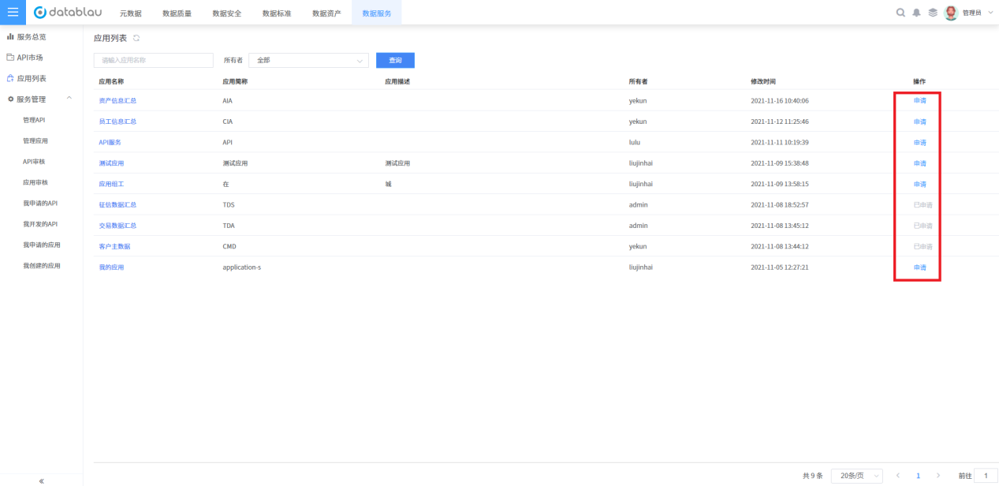 datablau 元数据 数据质量 数据安全 数据标准 数据资产 数据服务 管理员
服务总览
API市场
应用列表
服务管理
管理API
管理应用
API审核
应用审核
我申请的API
我开发的API
我申请的应用
我创建的应用
应用列表
请输入应用名称 所有者 全部 查询
应用名称 应用简称 应用描述 所有者 修改时间 操作
资产信息汇总 AIA yekun 2021-11-16 10:40:06 申请
员工信息汇总 CIA yekun 2021-11-12 11:25:46 申请
API服务 API lulu 2021-11-11 10:19:39 申请
测试应用 测试应用 测试应用 liujinhai 2021-11-09 15:38:48 申请
应用组工 在 城 liujinhai 2021-11-09 13:58:15 申请
征信数据汇总 TDS admin 2021-11-08 18:52:57 已申请
交易数据汇总 TDA admin 2021-11-08 13:45:12 已申请
客户主数据 CMD yekun 2021-11-08 13:44:12 已申请
我的应用 application-s liujinhai 2021-11-05 12:27:21 申请
共 9 条 20条/页 1 前往 1